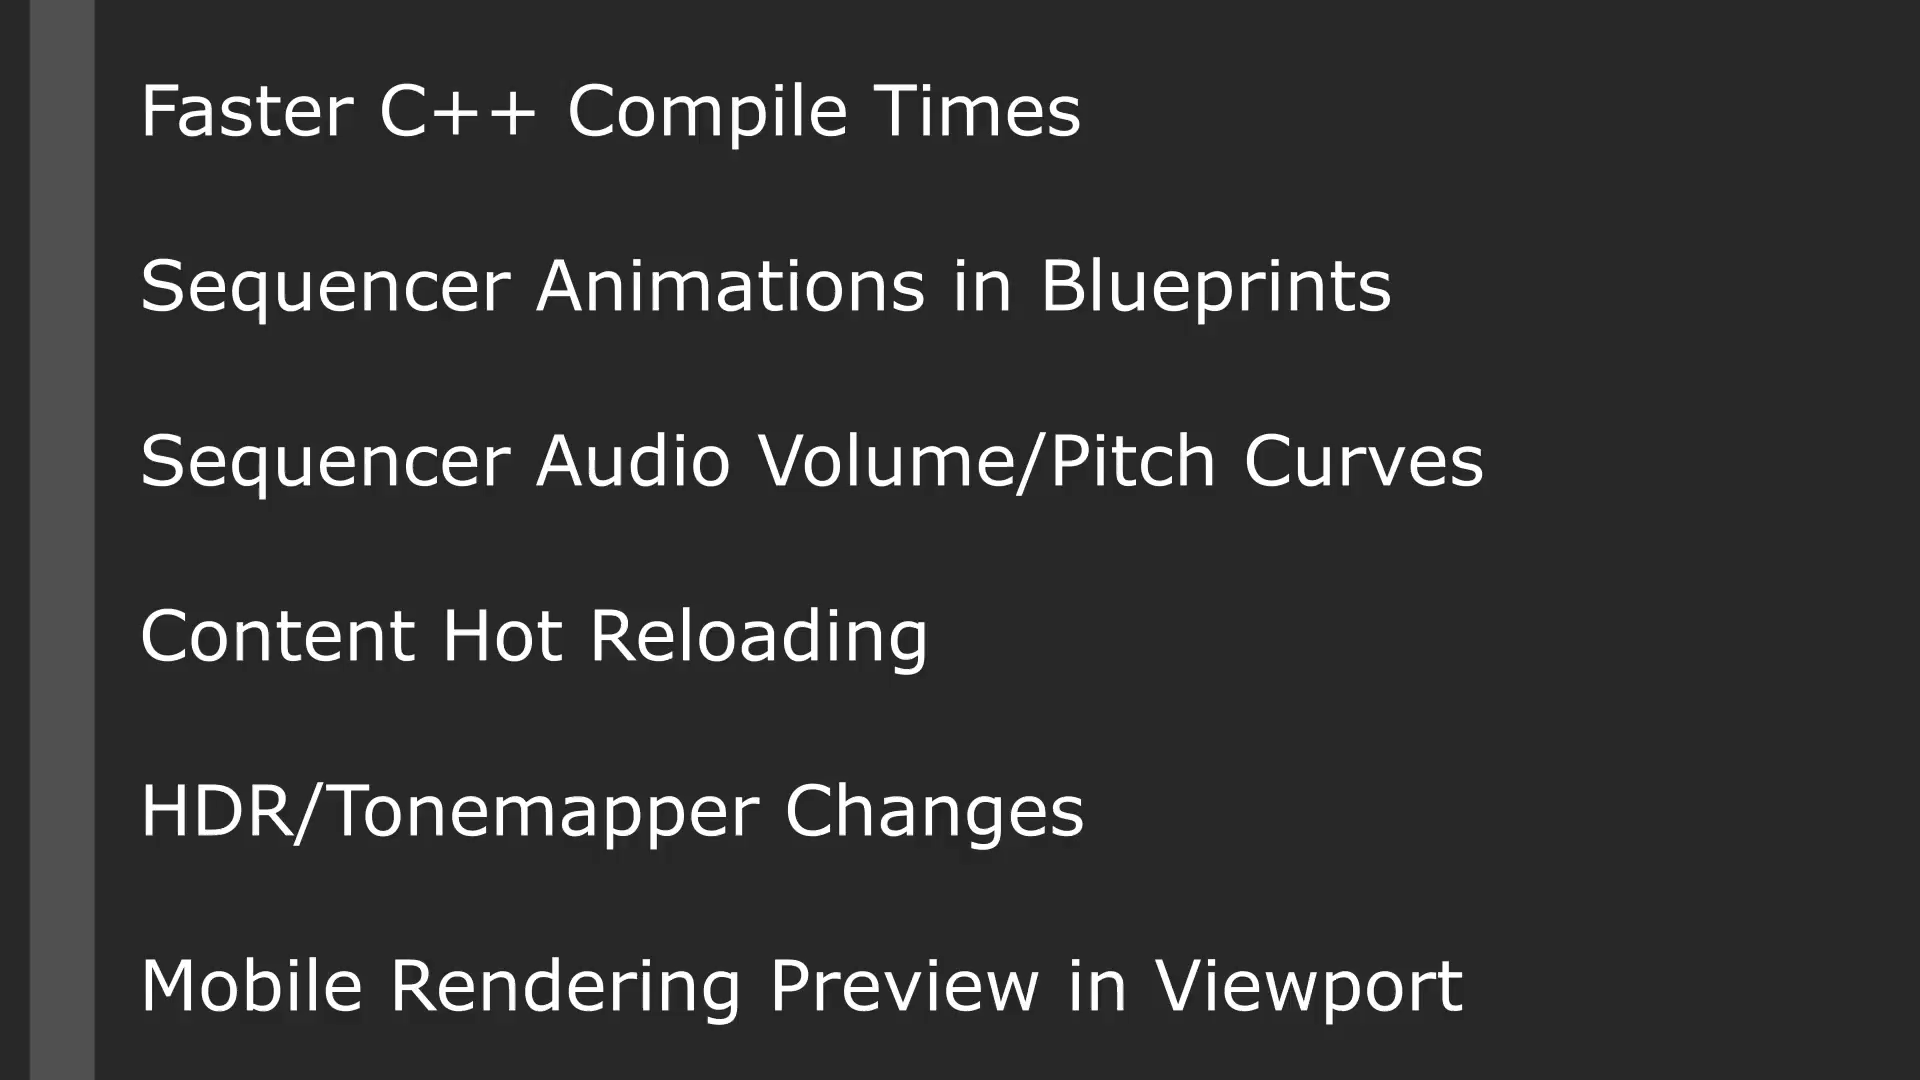 Faster C++ Compile Times
Sequencer Animations in Blueprints
Sequencer Audio Volume/Pitch Curves
Content Hot Reloading
HDR/Tonemapper Changes
Mobile Rendering Preview in Viewport